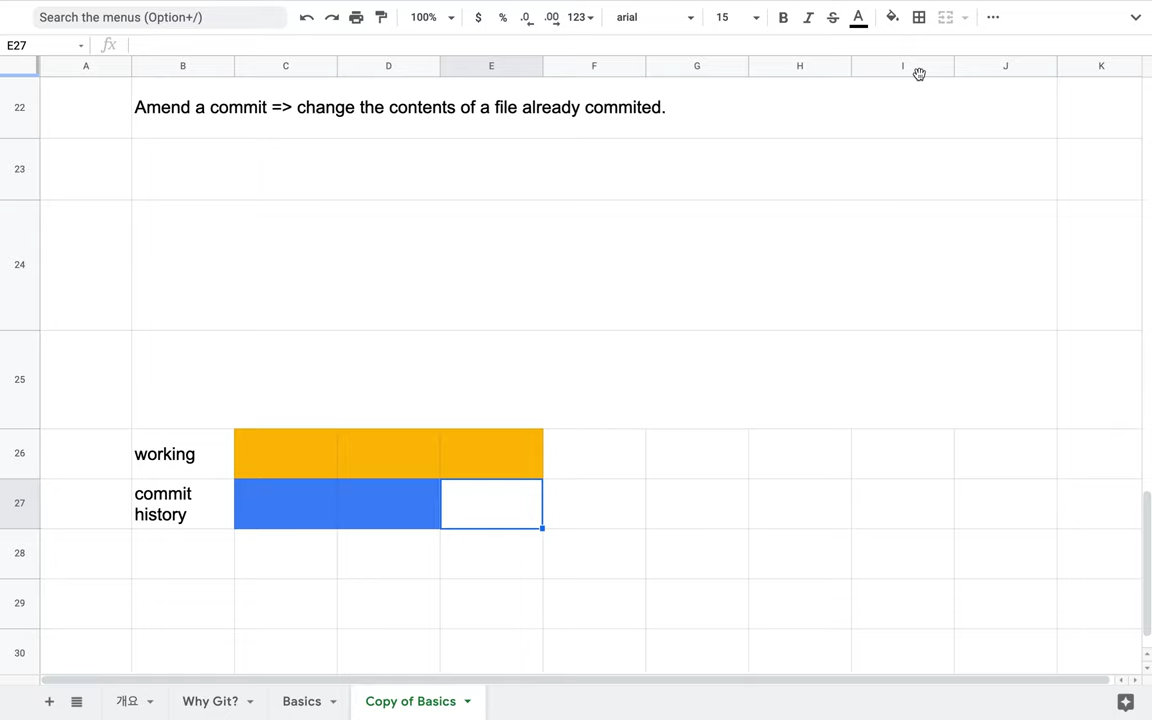 Search the menus (Option+/) 100% $ % .0 .00 123 arial 15 B I S A
E27 fx
A B C D E F G H I J K
22 Amend a commit => change the contents of a file already commited.
23
24
25
26 working
27 commit
history
28
29
30
개요 Why Git? Basics Copy of Basics